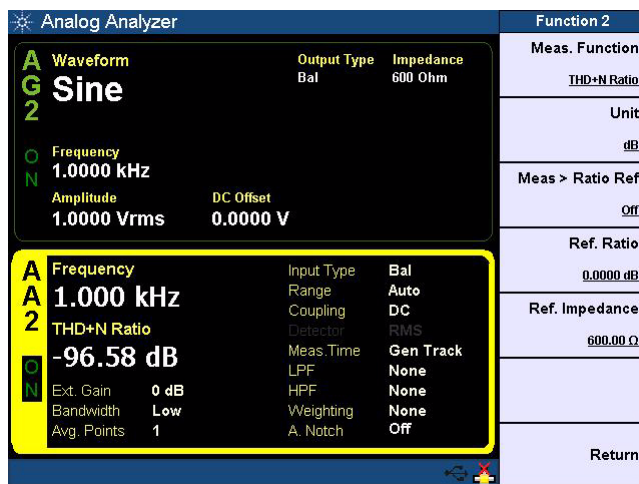 Analog Analyzer
Function 2
AG2
ON
Waveform
Sine
Output Type Impedance
Bal 600 Ohm
Frequency
1.0000 kHz
Amplitude DC Offset
1.0000 Vrms 0.0000 V
AA2
ON
Frequency
1.000 kHz
THD+N Ratio
-96.58 dB
Ext. Gain 0 dB
Bandwidth Low
Avg. Points 1
Input Type Bal
Range Auto
Coupling DC
Detector RMS
Meas.Time Gen Track
LPF None
HPF None
Weighting None
A. Notch Off
Meas. Function
THD+N Ratio
Unit
dB
Meas > Ratio Ref
Off
Ref. Ratio
0.0000 dB
Ref. Impedance
600.00 Ω
Return